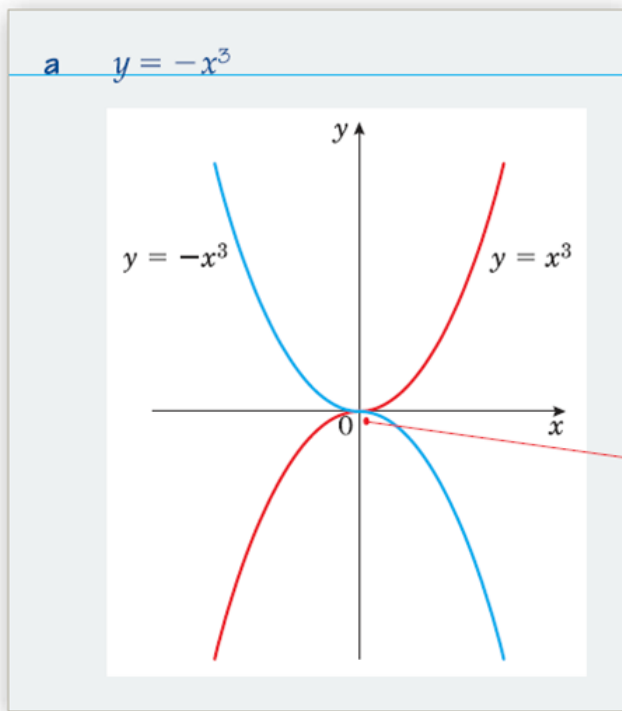 a y = −x³
y
y = −x³ y = x³
0 x